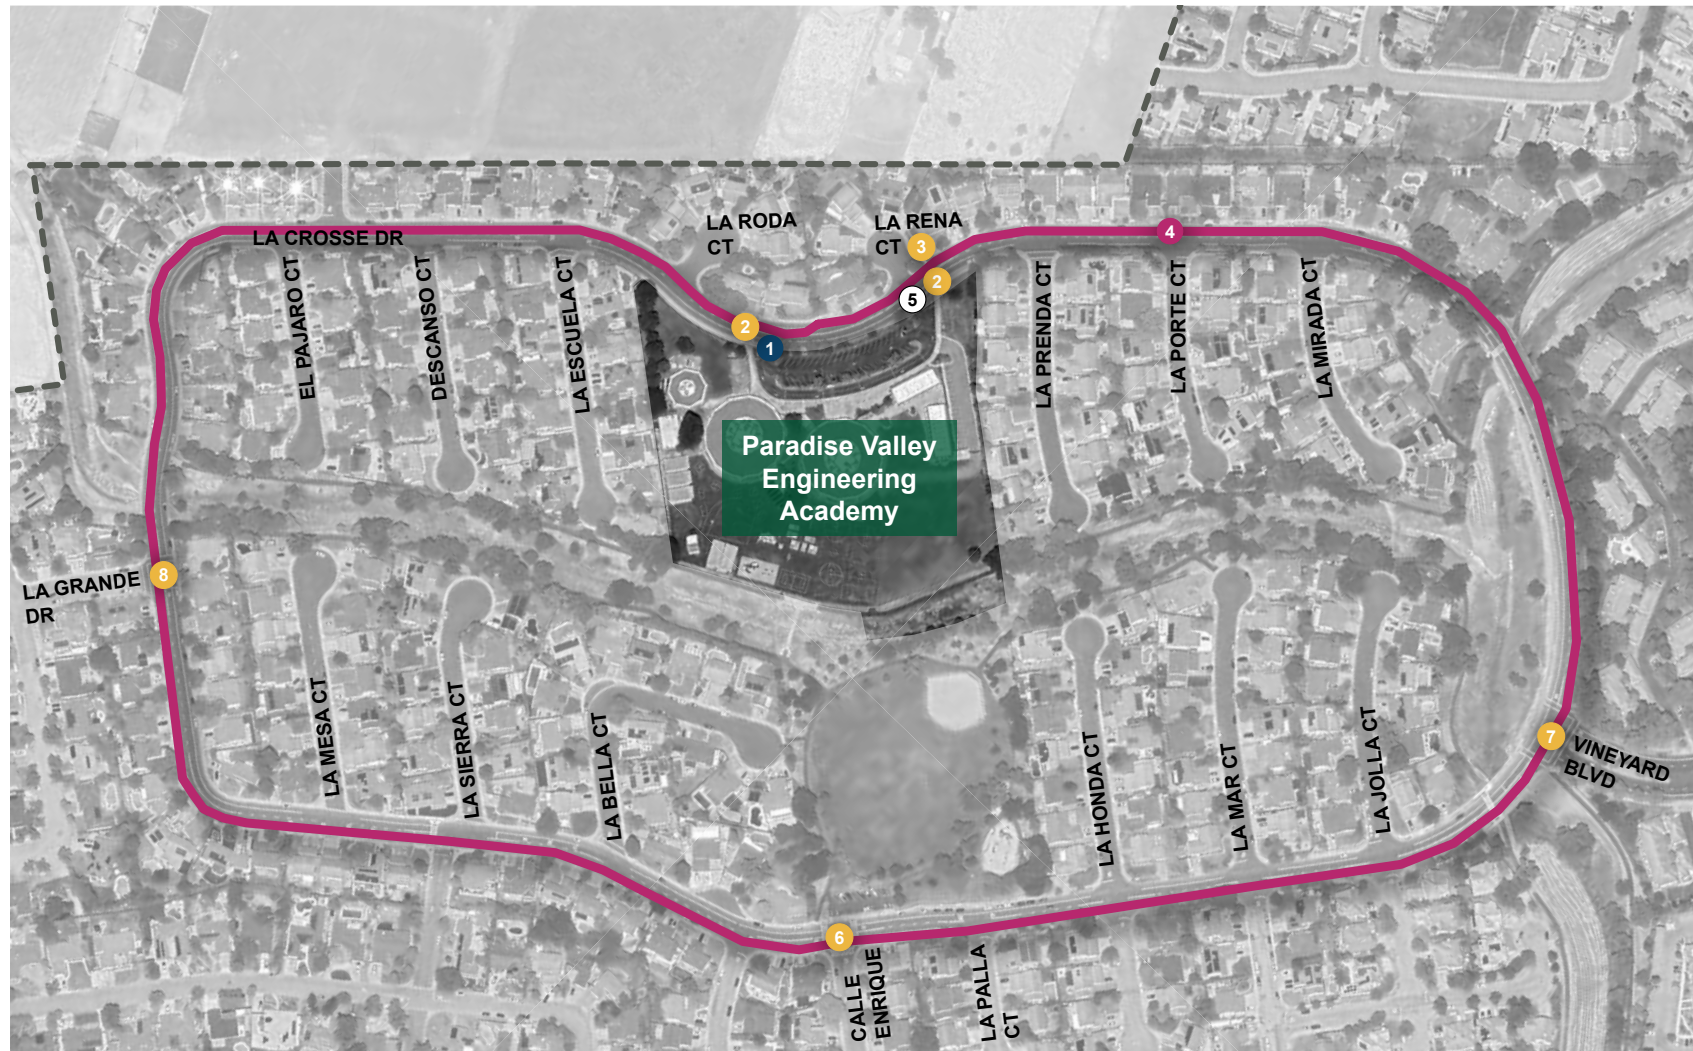 LA RODA
CT
LA RENA
CT
3
4
LA CROSSE DR
2
5
2
1
EL PAJARO CT
DESCANSO CT
LA ESCUELA CT
LA PRENDA CT
LA PORTE CT
LA MIRADA CT
Paradise Valley
Engineering
Academy
8
LA GRANDE
DR
LA MESA CT
LA SIERRA CT
LA BELLA CT
LA HONDA CT
LA MAR CT
LA JOLLA CT
7
VINEYARD
BLVD
6
CALLE
ENRIQUE
LA PALLA
CT